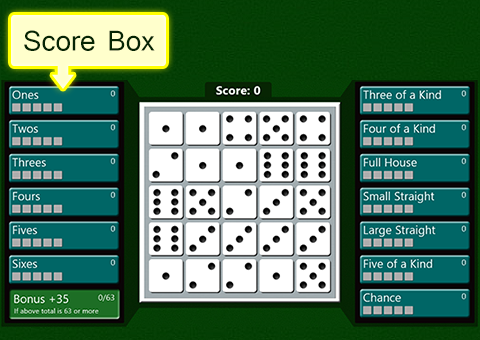 Score Box
Score: 0
Ones 0
Twos 0
Threes 0
Fours 0
Fives 0
Sixes 0
Bonus +35 0/63
If above total is 63 or more
Three of a Kind 0
Four of a Kind 0
Full House 0
Small Straight 0
Large Straight 0
Five of a Kind 0
Chance 0